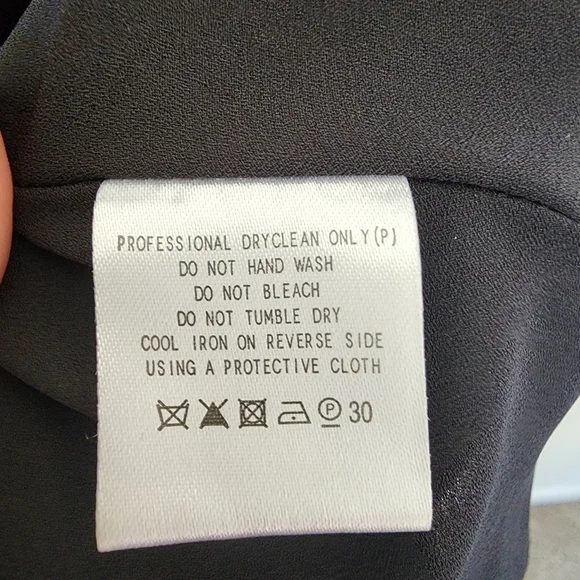 PROFESSIONAL DRYCLEAN ONLY(P)
DO NOT HAND WASH
DO NOT BLEACH
DO NOT TUMBLE DRY
COOL IRON ON REVERSE SIDE
USING A PROTECTIVE CLOTH
P 30